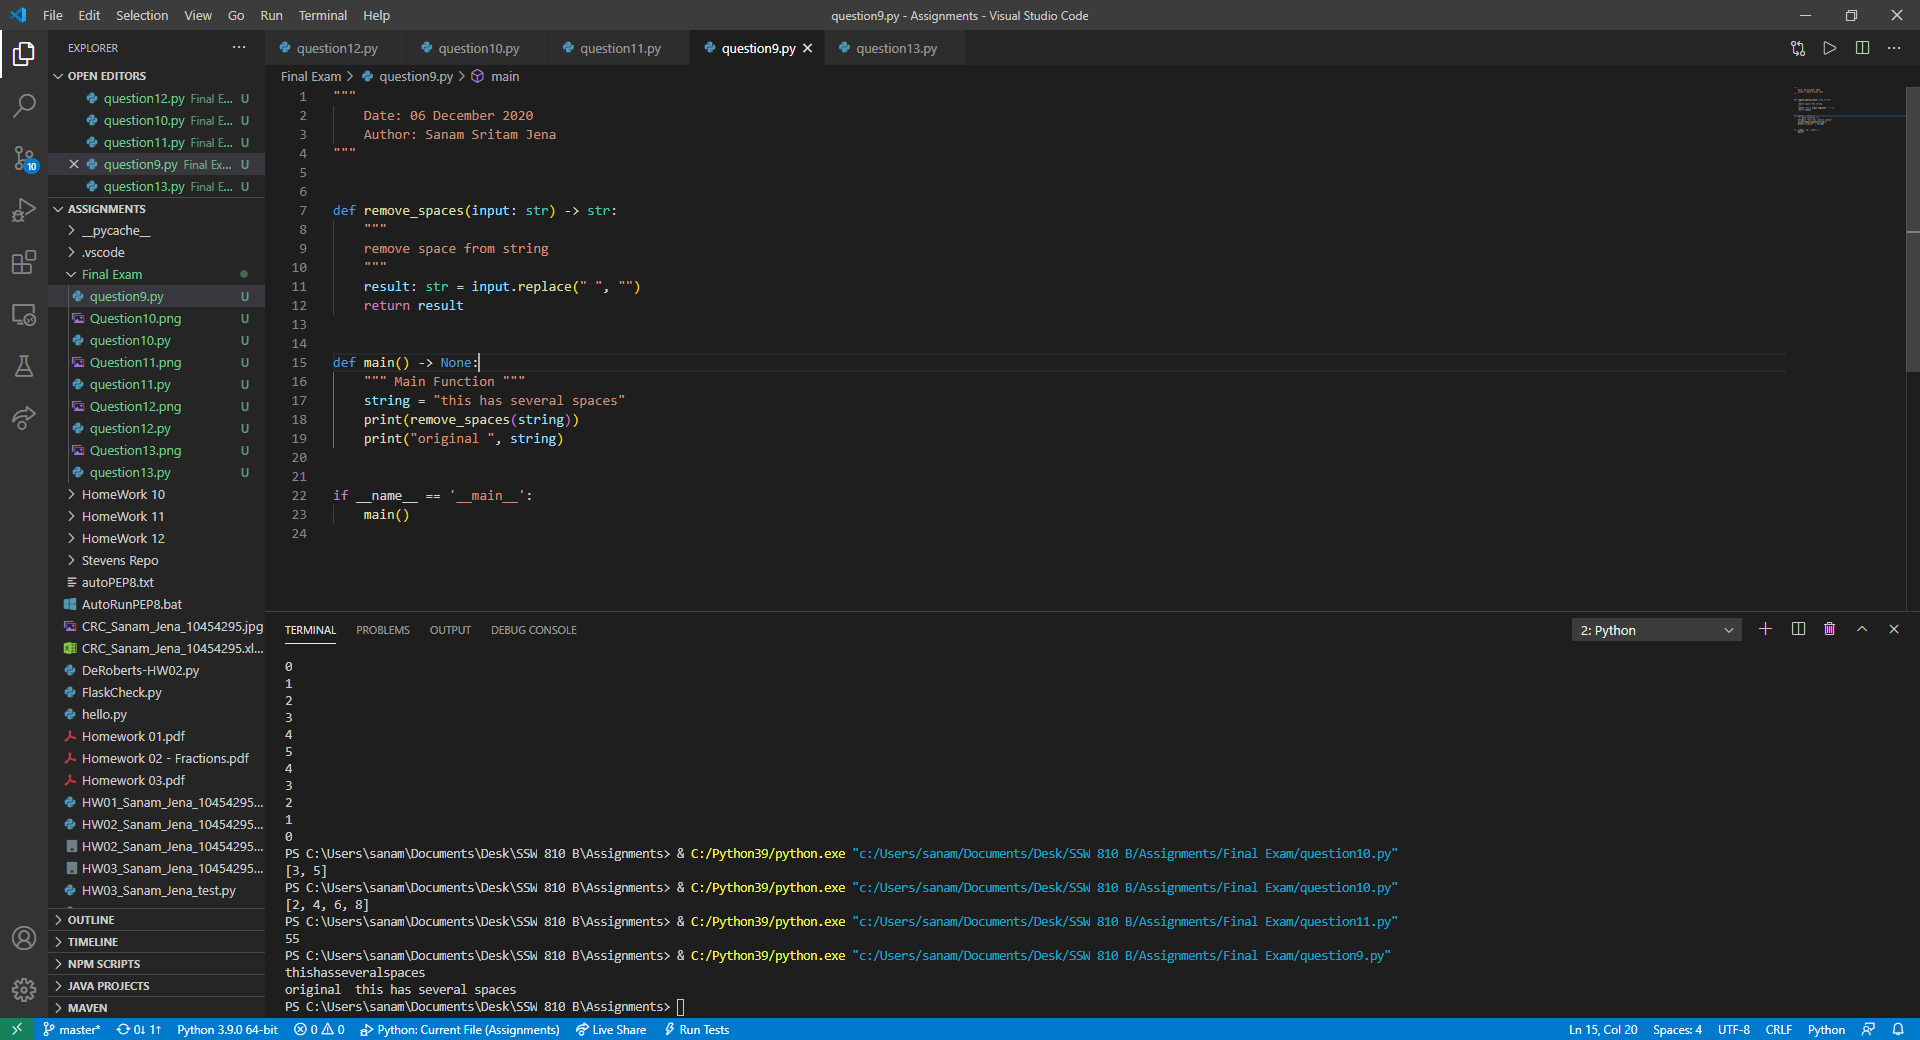 File Edit Selection View Go Run Terminal Help
question9.py - Assignments - Visual Studio Code
EXPLORER
OPEN EDITORS
question12.py Final E... U
question10.py Final E... U
question11.py Final E... U
question9.py Final Ex... U
question13.py Final E... U
ASSIGNMENTS
__pycache__
.vscode
Final Exam
question9.py U
Question10.png U
question10.py U
Question11.png U
question11.py U
Question12.png U
question12.py U
Question13.png U
question13.py U
HomeWork 10
HomeWork 11
HomeWork 12
Stevens Repo
autoPEP8.txt
AutoRunPEP8.bat
CRC_Sanam_Jena_10454295.jpg
CRC_Sanam_Jena_10454295.xl...
DeRoberts-HW02.py
FlaskCheck.py
hello.py
Homework 01.pdf
Homework 02 - Fractions.pdf
Homework 03.pdf
HW01_Sanam_Jena_10454295...
HW02_Sanam_Jena_10454295...
HW02_Sanam_Jena_10454295...
HW03_Sanam_Jena_10454295...
HW03_Sanam_Jena_test.py
OUTLINE
TIMELINE
NPM SCRIPTS
JAVA PROJECTS
MAVEN
10
question12.py question10.py question11.py question9.py question13.py
Final Exam > question9.py > main
1 """
2     Date: 06 December 2020
3     Author: Sanam Sritam Jena
4 """
5
6
7 def remove_spaces(input: str) -> str:
8     """
9     remove space from string
10     """
11     result: str = input.replace(" ", "")
12     return result
13
14
15 def main() -> None:
16     """ Main Function """
17     string = "this has several spaces"
18     print(remove_spaces(string))
19     print("original ", string)
20
21
22 if __name__ == '__main__':
23     main()
24
TERMINAL PROBLEMS OUTPUT DEBUG CONSOLE
2: Python
0
1
2
3
4
5
4
3
2
1
0
PS C:\Users\sanam\Documents\Desk\SSW 810 B\Assignments> & C:/Python39/python.exe "c:/Users/sanam/Documents/Desk/SSW 810 B/Assignments/Final Exam/question10.py"
[3, 5]
PS C:\Users\sanam\Documents\Desk\SSW 810 B\Assignments> & C:/Python39/python.exe "c:/Users/sanam/Documents/Desk/SSW 810 B/Assignments/Final Exam/question10.py"
[2, 4, 6, 8]
PS C:\Users\sanam\Documents\Desk\SSW 810 B\Assignments> & C:/Python39/python.exe "c:/Users/sanam/Documents/Desk/SSW 810 B/Assignments/Final Exam/question11.py"
55
PS C:\Users\sanam\Documents\Desk\SSW 810 B\Assignments> & C:/Python39/python.exe "c:/Users/sanam/Documents/Desk/SSW 810 B/Assignments/Final Exam/question9.py"
thishasseveralspaces
original  this has several spaces
PS C:\Users\sanam\Documents\Desk\SSW 810 B\Assignments>
master* 0↓ 1↑ Python 3.9.0 64-bit 0 0 Python: Current File (Assignments) Live Share Run Tests
Ln 15, Col 20 Spaces: 4 UTF-8 CRLF Python